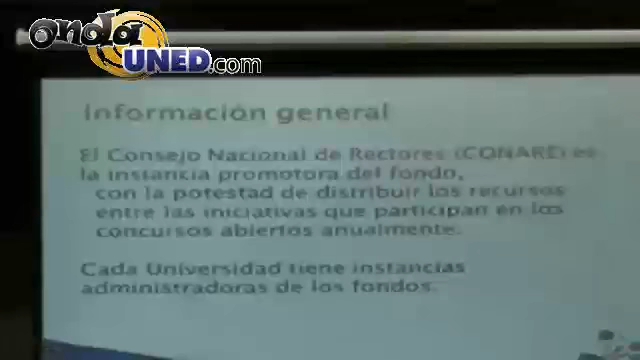 onda
UNED.com
Información general
El Consejo Nacional de Rectores (CONARE) es
la instancia promotora del fondo,
con la potestad de distribuir los recursos
entre las iniciativas que participan en los
concursos abiertos anualmente.
Cada Universidad tiene instancias
administradoras de los fondos.